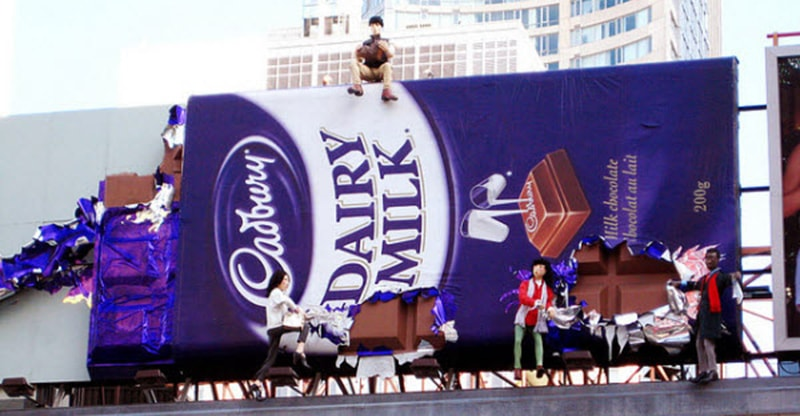 Cadbury
DAIRY
MILK
Cadbury
Milk chocolate
chocolat au lait
200g